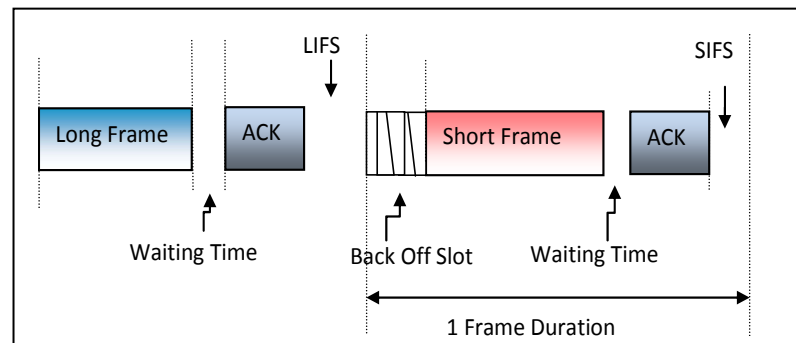 LIFS
SIFS
Long Frame
ACK
Short Frame
ACK
Waiting Time
Back Off Slot
Waiting Time
1 Frame Duration